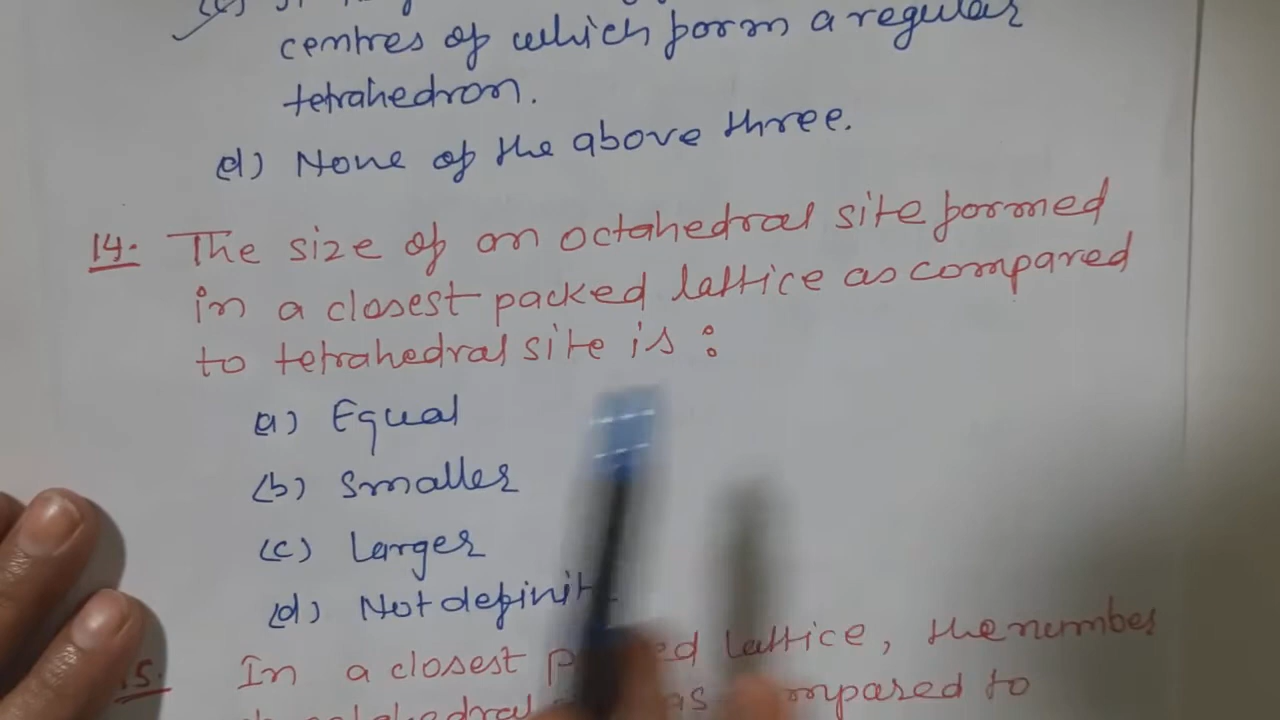 centres of which form a regular
tetrahedron.
d) None of the above three.
14. The size of an octahedral site formed
in a closest packed lattice as compared
to tetrahedral site is :
a) Equal
(b) Smaller
(c) Larger
(d) Not definit
5. In a closest lattice, the number
as compared to